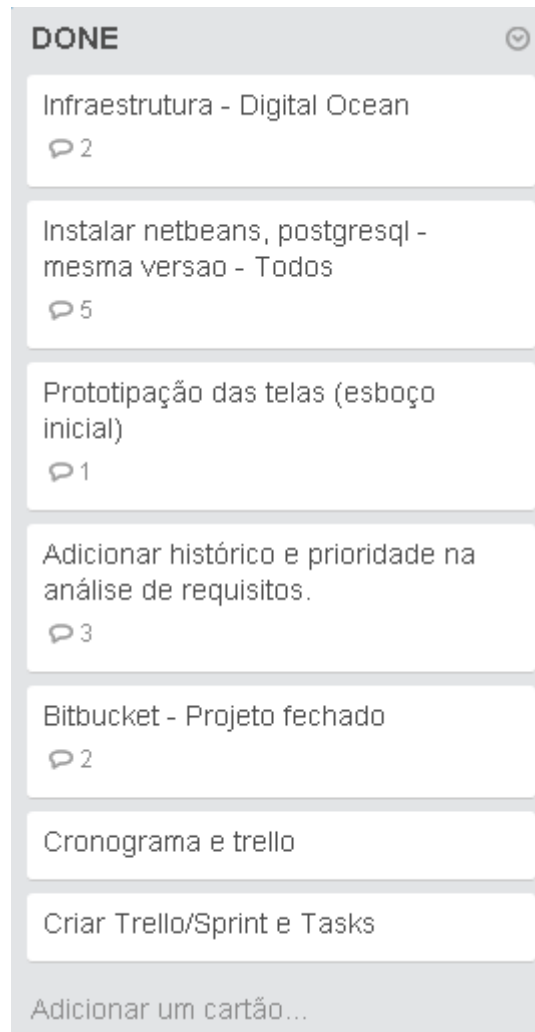 DONE
Infraestrutura - Digital Ocean
2
Instalar netbeans, postgresql -
mesma versao - Todos
5
Prototipação das telas (esboço
inicial)
1
Adicionar histórico e prioridade na
análise de requisitos.
3
Bitbucket - Projeto fechado
2
Cronograma e trello
Criar Trello/Sprint e Tasks
Adicionar um cartão...